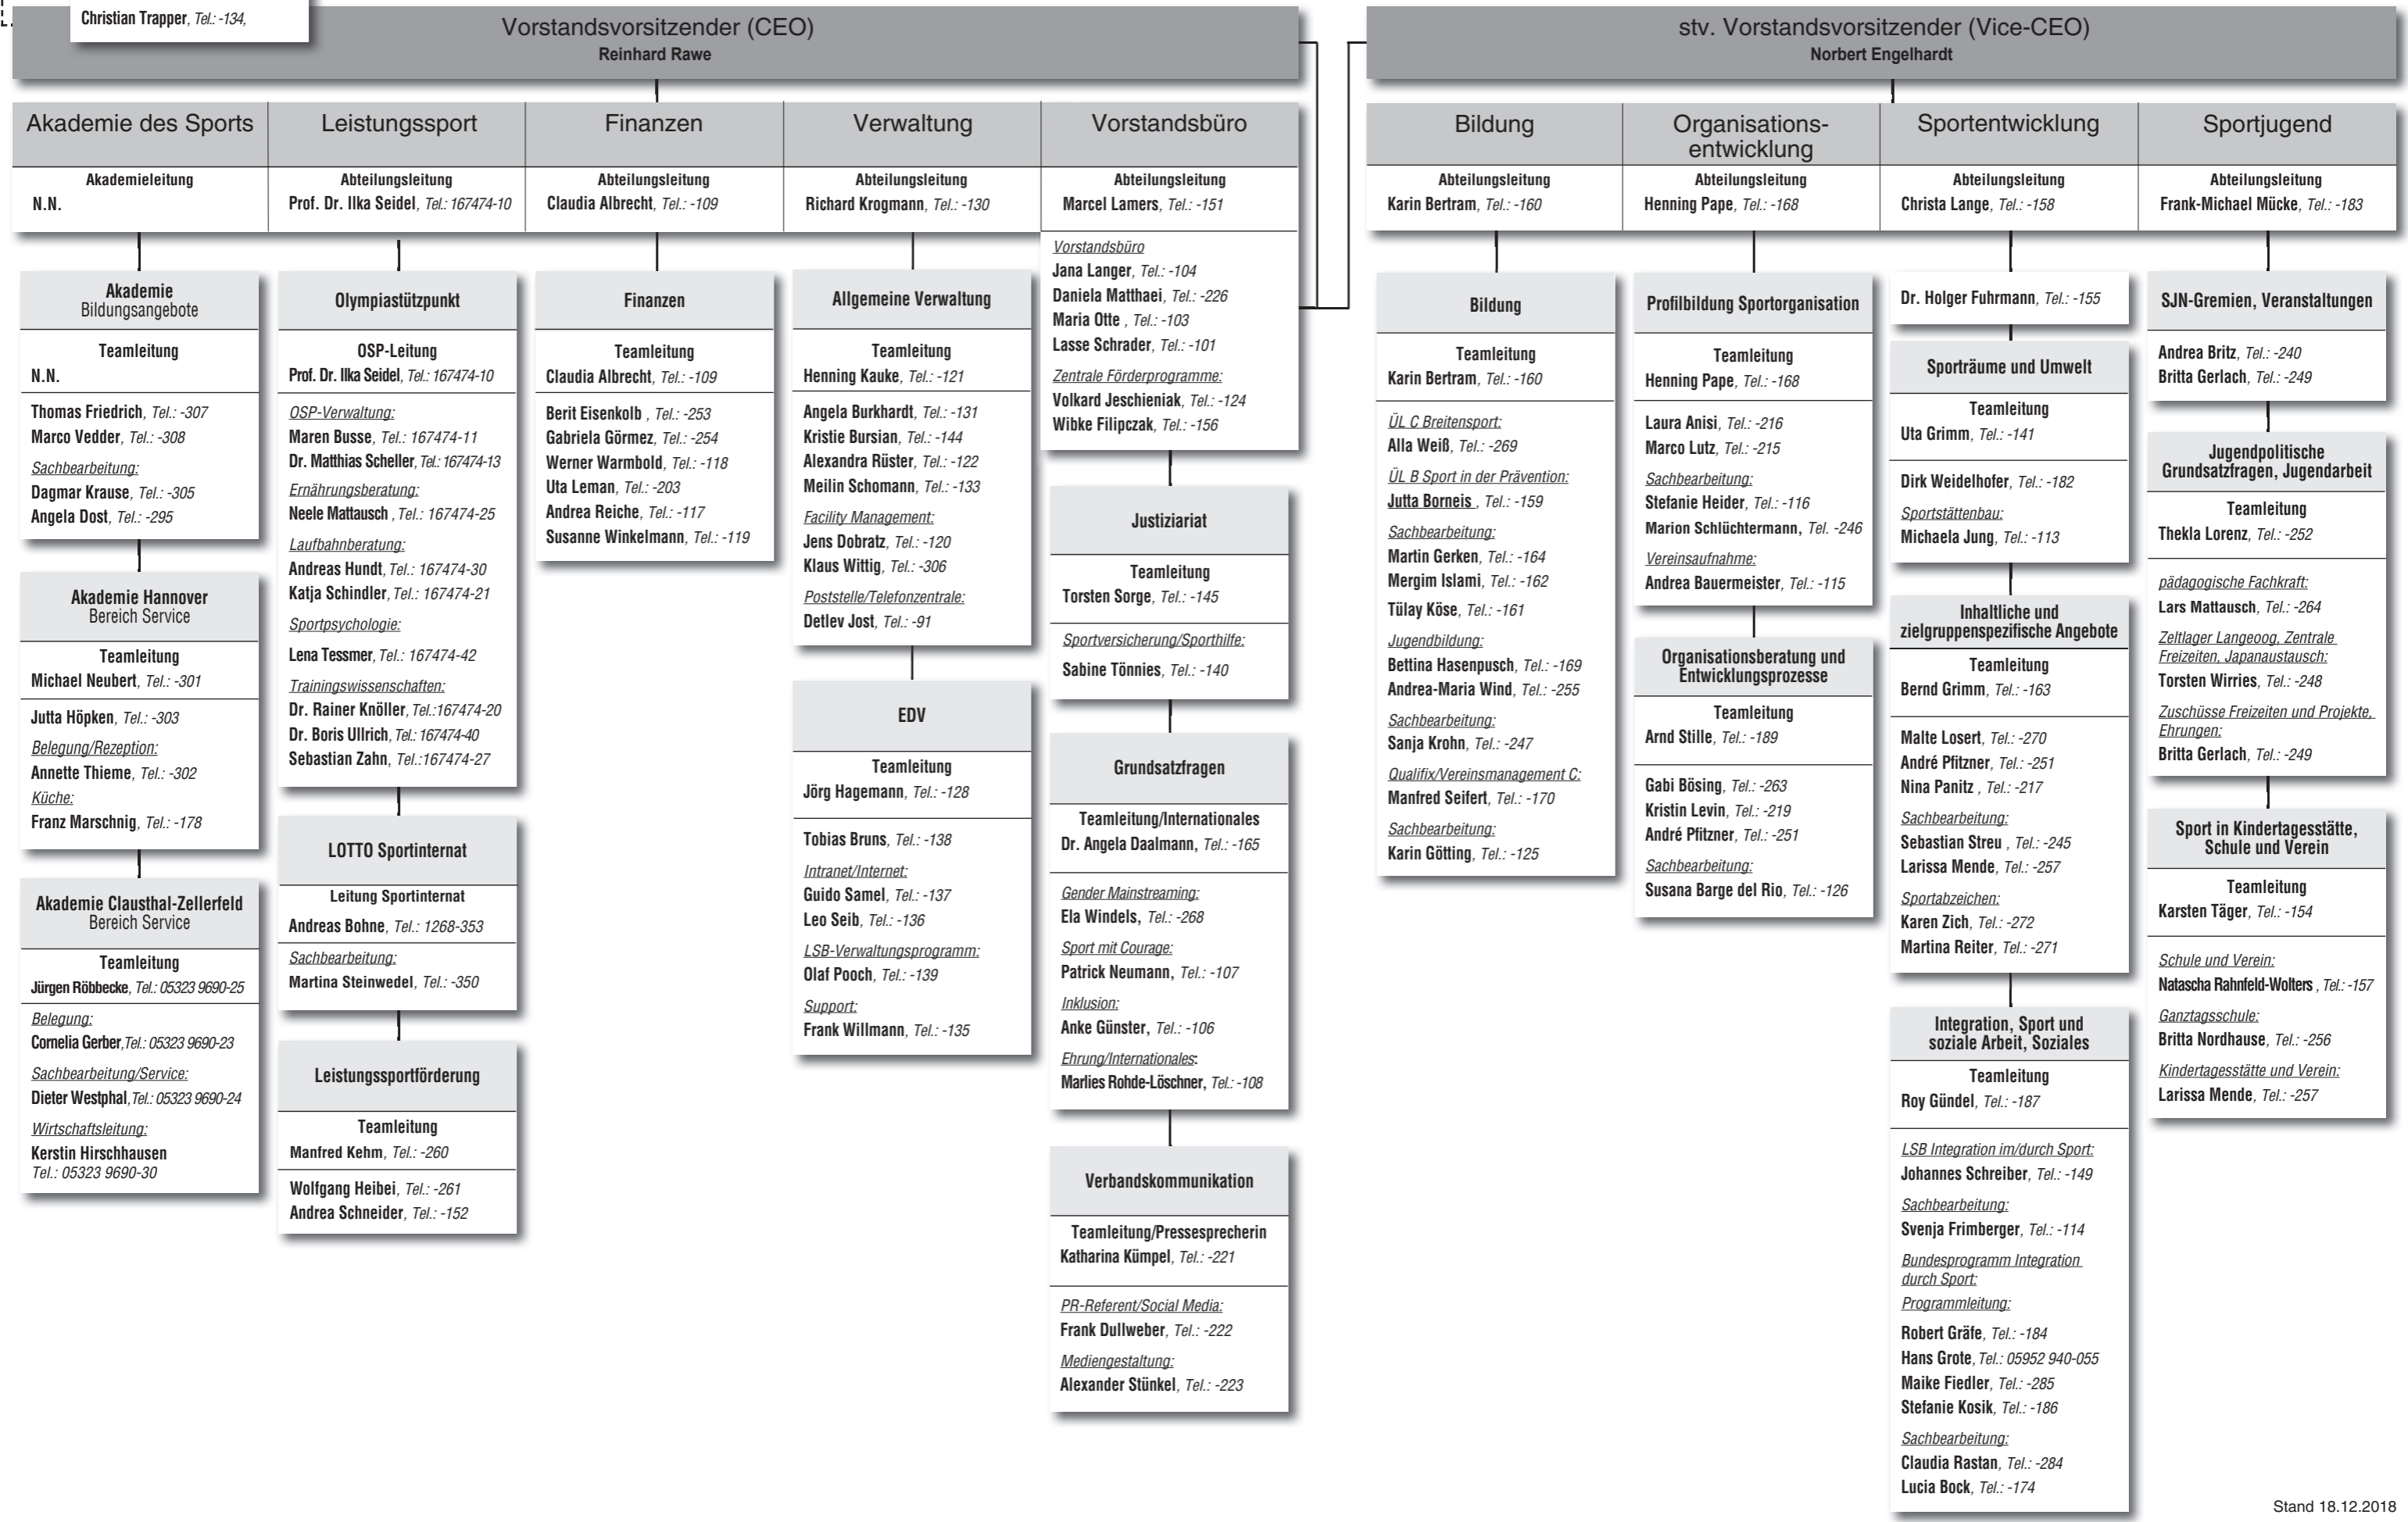 Christian Trapper, Tel.: -134,
Vorstandsvorsitzender (CEO)
Reinhard Rawe
stv. Vorstandsvorsitzender (Vice-CEO)
Norbert Engelhardt
Akademie des Sports
Akademieleitung
N.N.
Akademie
Bildungsangebote
Teamleitung
N.N.
Thomas Friedrich, Tel.: -307
Marco Vedder, Tel.: -308
Sachbearbeitung:
Dagmar Krause, Tel.: -305
Angela Dost, Tel.: -295
Akademie Hannover
Bereich Service
Teamleitung
Michael Neubert, Tel.: -301
Jutta Höpken, Tel.: -303
Belegung/Rezeption:
Annette Thieme, Tel.: -302
Küche:
Franz Marschnig, Tel.: -178
Akademie Clausthal-Zellerfeld
Bereich Service
Teamleitung
Jürgen Röbbecke, Tel.: 05323 9690-25
Belegung:
Cornelia Gerber,Tel.: 05323 9690-23
Sachbearbeitung/Service:
Dieter Westphal,Tel.: 05323 9690-24
Wirtschaftsleitung:
Kerstin Hirschhausen
Tel.: 05323 9690-30
Leistungssport
Abteilungsleitung
Prof. Dr. Ilka Seidel, Tel.: 167474-10
Olympiastützpunkt
OSP-Leitung
Prof. Dr. Ilka Seidel, Tel.: 167474-10
OSP-Verwaltung:
Maren Busse, Tel.: 167474-11
Dr. Matthias Scheller, Tel.: 167474-13
Ernährungsberatung:
Neele Mattausch , Tel.: 167474-25
Laufbahnberatung:
Andreas Hundt, Tel.: 167474-30
Katja Schindler, Tel.: 167474-21
Sportpsychologie:
Lena Tessmer, Tel.: 167474-42
Trainingswissenschaften:
Dr. Rainer Knöller, Tel.:167474-20
Dr. Boris Ullrich, Tel.: 167474-40
Sebastian Zahn, Tel.:167474-27
LOTTO Sportinternat
Leitung Sportinternat
Andreas Bohne, Tel.: 1268-353
Sachbearbeitung:
Martina Steinwedel, Tel.: -350
Leistungssportförderung
Teamleitung
Manfred Kehm, Tel.: -260
Wolfgang Heibei, Tel.: -261
Andrea Schneider, Tel.: -152
Finanzen
Abteilungsleitung
Claudia Albrecht, Tel.: -109
Finanzen
Teamleitung
Claudia Albrecht, Tel.: -109
Berit Eisenkolb , Tel.: -253
Gabriela Görmez, Tel.: -254
Werner Warmbold, Tel.: -118
Uta Leman, Tel.: -203
Andrea Reiche, Tel.: -117
Susanne Winkelmann, Tel.: -119
Verwaltung
Abteilungsleitung
Richard Krogmann, Tel.: -130
Allgemeine Verwaltung
Teamleitung
Henning Kauke, Tel.: -121
Angela Burkhardt, Tel.: -131
Kristie Bursian, Tel.: -144
Alexandra Rüster, Tel.: -122
Meilin Schomann, Tel.: -133
Facility Management:
Jens Dobratz, Tel.: -120
Klaus Wittig, Tel.: -306
Poststelle/Telefonzentrale:
Detlev Jost, Tel.: -91
EDV
Teamleitung
Jörg Hagemann, Tel.: -128
Tobias Bruns, Tel.: -138
Intranet/Internet:
Guido Samel, Tel.: -137
Leo Seib, Tel.: -136
LSB-Verwaltungsprogramm:
Olaf Pooch, Tel.: -139
Support:
Frank Willmann, Tel.: -135
Vorstandsbüro
Abteilungsleitung
Marcel Lamers, Tel.: -151
Vorstandsbüro
Jana Langer, Tel.: -104
Daniela Matthaei, Tel.: -226
Maria Otte , Tel.: -103
Lasse Schrader, Tel.: -101
Zentrale Förderprogramme:
Volkard Jeschieniak, Tel.: -124
Wibke Filipczak, Tel.: -156
Justiziariat
Teamleitung
Torsten Sorge, Tel.: -145
Sportversicherung/Sporthilfe:
Sabine Tönnies, Tel.: -140
Grundsatzfragen
Teamleitung/Internationales
Dr. Angela Daalmann, Tel.: -165
Gender Mainstreaming:
Ela Windels, Tel.: -268
Sport mit Courage:
Patrick Neumann, Tel.: -107
Inklusion:
Anke Günster, Tel.: -106
Ehrung/Internationales:
Marlies Rohde-Löschner, Tel.: -108
Verbandskommunikation
Teamleitung/Pressesprecherin
Katharina Kümpel, Tel.: -221
PR-Referent/Social Media:
Frank Dullweber, Tel.: -222
Mediengestaltung:
Alexander Stünkel, Tel.: -223
Bildung
Abteilungsleitung
Karin Bertram, Tel.: -160
Bildung
Teamleitung
Karin Bertram, Tel.: -160
ÜL C Breitensport:
Alla Weiß, Tel.: -269
ÜL B Sport in der Prävention:
Jutta Borneis , Tel.: -159
Sachbearbeitung:
Martin Gerken, Tel.: -164
Mergim Islami, Tel.: -162
Tülay Köse, Tel.: -161
Jugendbildung:
Bettina Hasenpusch, Tel.: -169
Andrea-Maria Wind, Tel.: -255
Sachbearbeitung:
Sanja Krohn, Tel.: -247
Qualifix/Vereinsmanagement C:
Manfred Seifert, Tel.: -170
Sachbearbeitung:
Karin Götting, Tel.: -125
Organisations-
entwicklung
Abteilungsleitung
Henning Pape, Tel.: -168
Profilbildung Sportorganisation
Teamleitung
Henning Pape, Tel.: -168
Laura Anisi, Tel.: -216
Marco Lutz, Tel.: -215
Sachbearbeitung:
Stefanie Heider, Tel.: -116
Marion Schlüchtermann, Tel. -246
Vereinsaufnahme:
Andrea Bauermeister, Tel.: -115
Organisationsberatung und
Entwicklungsprozesse
Teamleitung
Arnd Stille, Tel.: -189
Gabi Bösing, Tel.: -263
Kristin Levin, Tel.: -219
André Pfitzner, Tel.: -251
Sachbearbeitung:
Susana Barge del Rio, Tel.: -126
Sportentwicklung
Abteilungsleitung
Christa Lange, Tel.: -158
Dr. Holger Fuhrmann, Tel.: -155
Sporträume und Umwelt
Teamleitung
Uta Grimm, Tel.: -141
Dirk Weidelhofer, Tel.: -182
Sportstättenbau:
Michaela Jung, Tel.: -113
Inhaltliche und
zielgruppenspezifische Angebote
Teamleitung
Bernd Grimm, Tel.: -163
Malte Losert, Tel.: -270
André Pfitzner, Tel.: -251
Nina Panitz , Tel.: -217
Sachbearbeitung:
Sebastian Streu , Tel.: -245
Larissa Mende, Tel.: -257
Sportabzeichen:
Karen Zich, Tel.: -272
Martina Reiter, Tel.: -271
Integration, Sport und
soziale Arbeit, Soziales
Teamleitung
Roy Gündel, Tel.: -187
LSB Integration im/durch Sport:
Johannes Schreiber, Tel.: -149
Sachbearbeitung:
Svenja Frimberger, Tel.: -114
Bundesprogramm Integration
durch Sport:
Programmleitung:
Robert Gräfe, Tel.: -184
Hans Grote, Tel.: 05952 940-055
Maike Fiedler, Tel.: -285
Stefanie Kosik, Tel.: -186
Sachbearbeitung:
Claudia Rastan, Tel.: -284
Lucia Bock, Tel.: -174
Sportjugend
Abteilungsleitung
Frank-Michael Mücke, Tel.: -183
SJN-Gremien, Veranstaltungen
Andrea Britz, Tel.: -240
Britta Gerlach, Tel.: -249
Jugendpolitische
Grundsatzfragen, Jugendarbeit
Teamleitung
Thekla Lorenz, Tel.: -252
pädagogische Fachkraft:
Lars Mattausch, Tel.: -264
Zeltlager Langeoog, Zentrale
Freizeiten, Japanaustausch:
Torsten Wirries, Tel.: -248
Zuschüsse Freizeiten und Projekte,
Ehrungen:
Britta Gerlach, Tel.: -249
Sport in Kindertagesstätte,
Schule und Verein
Teamleitung
Karsten Täger, Tel.: -154
Schule und Verein:
Natascha Rahnfeld-Wolters , Tel.: -157
Ganztagsschule:
Britta Nordhause, Tel.: -256
Kindertagesstätte und Verein:
Larissa Mende, Tel.: -257
Stand 18.12.2018